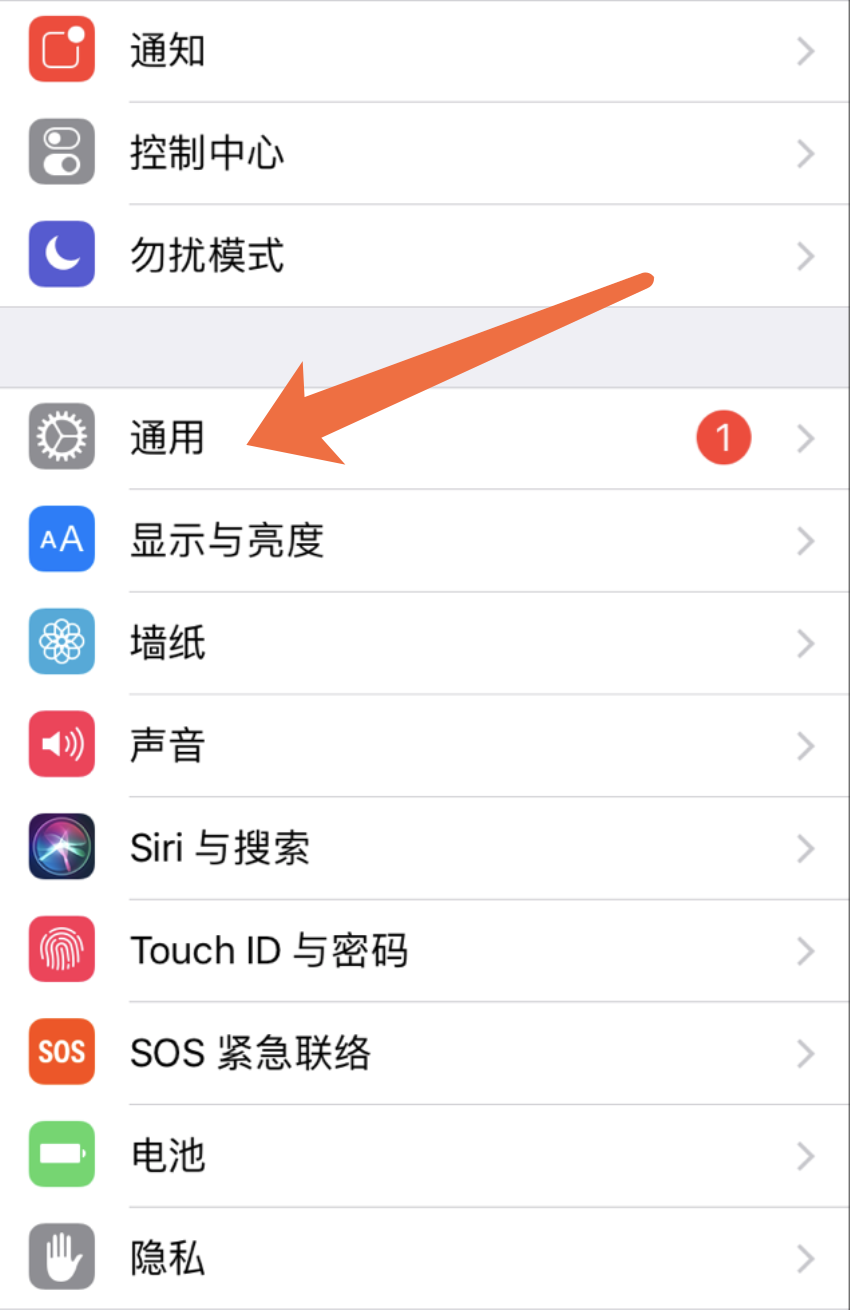 通知
控制中心
勿扰模式
通用
1
AA
显示与亮度
墙纸
声音
Siri 与搜索
Touch ID 与密码
SOS
SOS 紧急联络
电池
隐私